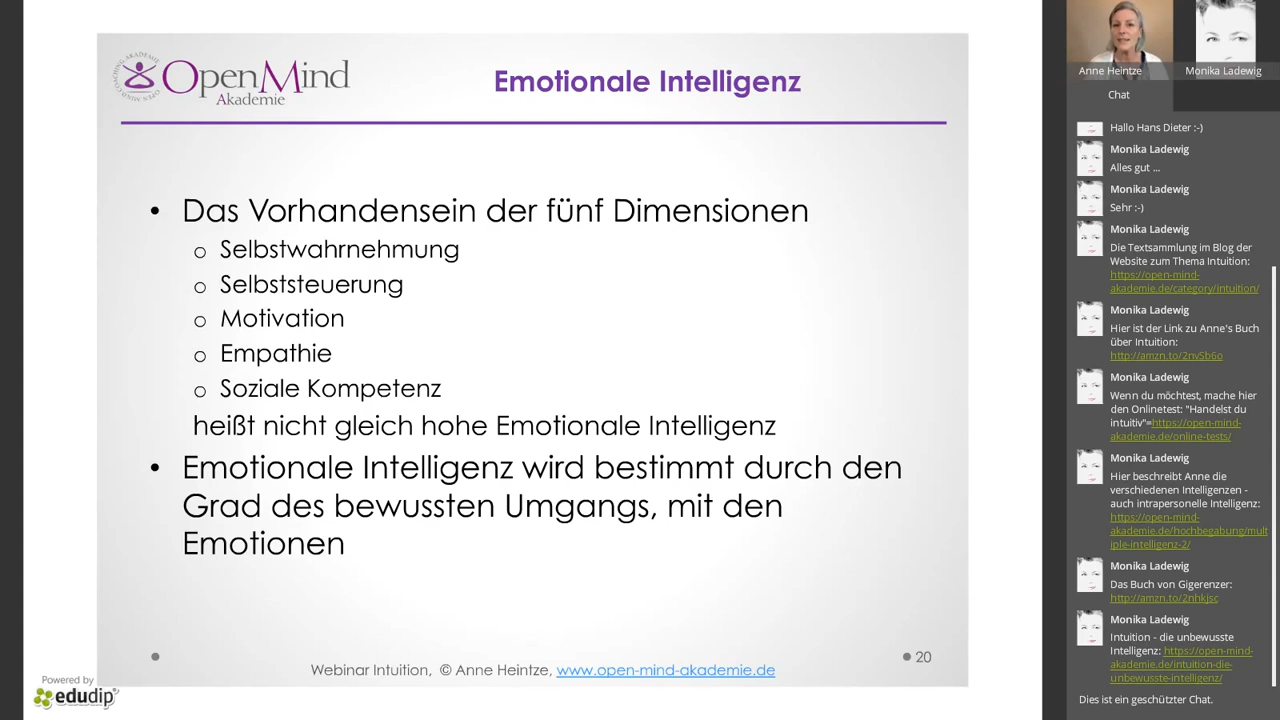 OpenMind
Akademie
COACHING AKADEMIE
Emotionale Intelligenz
• Das Vorhandensein der fünf Dimensionen
o Selbstwahrnehmung
o Selbststeuerung
o Motivation
o Empathie
o Soziale Kompetenz
heißt nicht gleich hohe Emotionale Intelligenz
• Emotionale Intelligenz wird bestimmt durch den
Grad des bewussten Umgangs, mit den
Emotionen
Webinar Intuition, © Anne Heintze, www.open-mind-akademie.de
20
Powered by
edudip
Anne Heintze
Monika Ladewig
Chat
Hallo Hans Dieter :-)
Monika Ladewig
Alles gut ...
Monika Ladewig
Sehr :-)
Monika Ladewig
Die Textsammlung im Blog der
Website zum Thema Intuition:
https://open-mind-
akademie.de/category/intuition/
Monika Ladewig
Hier ist der Link zu Anne's Buch
über Intuition:
http://amzn.to/2nvSb6o
Monika Ladewig
Wenn du möchtest, mache hier
den Onlinetest: "Handelst du
intuitiv"=https://open-mind-
akademie.de/online-tests/
Monika Ladewig
Hier beschreibt Anne die
verschiedenen Intelligenzen -
auch intrapersonelle Intelligenz:
https://open-mind-
akademie.de/hochbegabung/mult
iple-intelligenz-2/
Monika Ladewig
Das Buch von Gigerenzer:
http://amzn.to/2nhkjsc
Monika Ladewig
Intuition - die unbewusste
Intelligenz: https://open-mind-
akademie.de/intuition-die-
unbewusste-intelligenz/
Dies ist ein geschützter Chat.